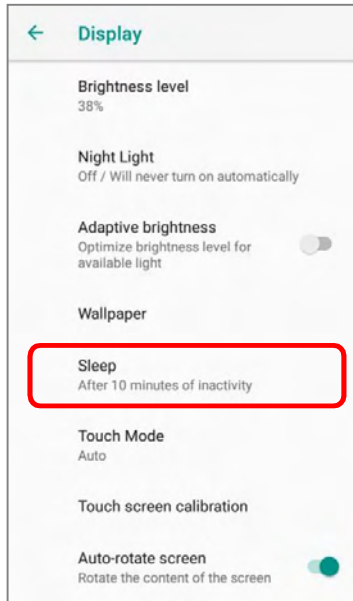 Display
Brightness level
38%
Night Light
Off / Will never turn on automatically
Adaptive brightness
Optimize brightness level for
available light
Wallpaper
Sleep
After 10 minutes of inactivity
Touch Mode
Auto
Touch screen calibration
Auto-rotate screen
Rotate the content of the screen